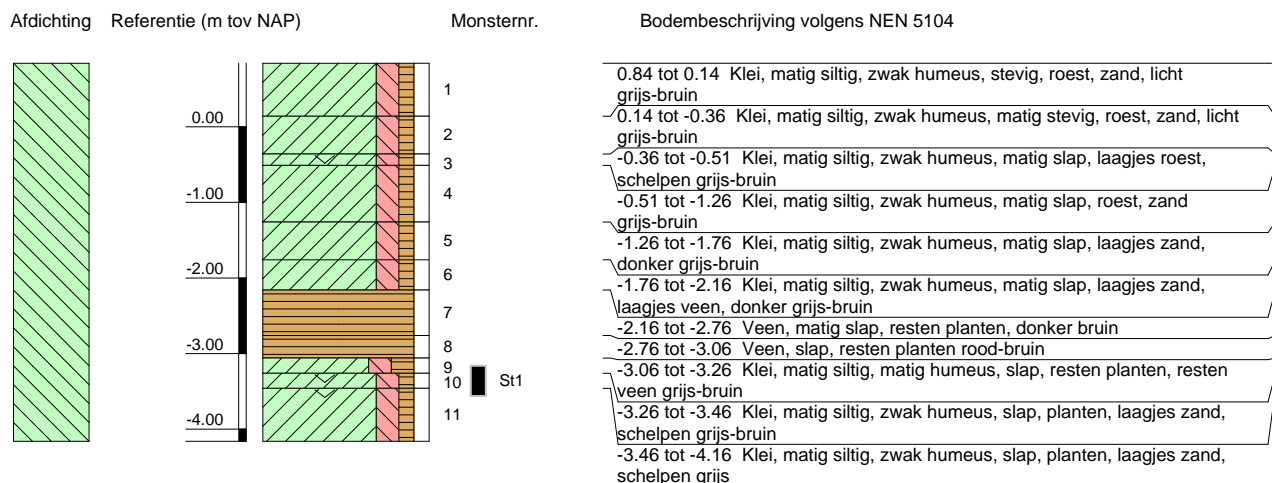 Afdichting Referentie (m tov NAP) Monsternr. Bodembeschrijving volgens NEN 5104
0.00
-1.00
-2.00
-3.00
-4.00
1
2
3
4
5
6
7
8
9
10 St1
11
0.84 tot 0.14 Klei, matig siltig, zwak humeus, stevig, roest, zand, licht
grijs-bruin
0.14 tot -0.36 Klei, matig siltig, zwak humeus, matig stevig, roest, zand, licht
grijs-bruin
-0.36 tot -0.51 Klei, matig siltig, zwak humeus, matig slap, laagjes roest,
schelpen grijs-bruin
-0.51 tot -1.26 Klei, matig siltig, zwak humeus, matig slap, roest, zand
grijs-bruin
-1.26 tot -1.76 Klei, matig siltig, zwak humeus, matig slap, laagjes zand,
donker grijs-bruin
-1.76 tot -2.16 Klei, matig siltig, zwak humeus, matig slap, laagjes zand,
laagjes veen, donker grijs-bruin
-2.16 tot -2.76 Veen, matig slap, resten planten, donker bruin
-2.76 tot -3.06 Veen, slap, resten planten rood-bruin
-3.06 tot -3.26 Klei, matig siltig, matig humeus, slap, resten planten, resten
veen grijs-bruin
-3.26 tot -3.46 Klei, matig siltig, zwak humeus, slap, planten, laagjes zand,
schelpen grijs-bruin
-3.46 tot -4.16 Klei, matig siltig, zwak humeus, slap, planten, laagjes zand,
schelpen grijs